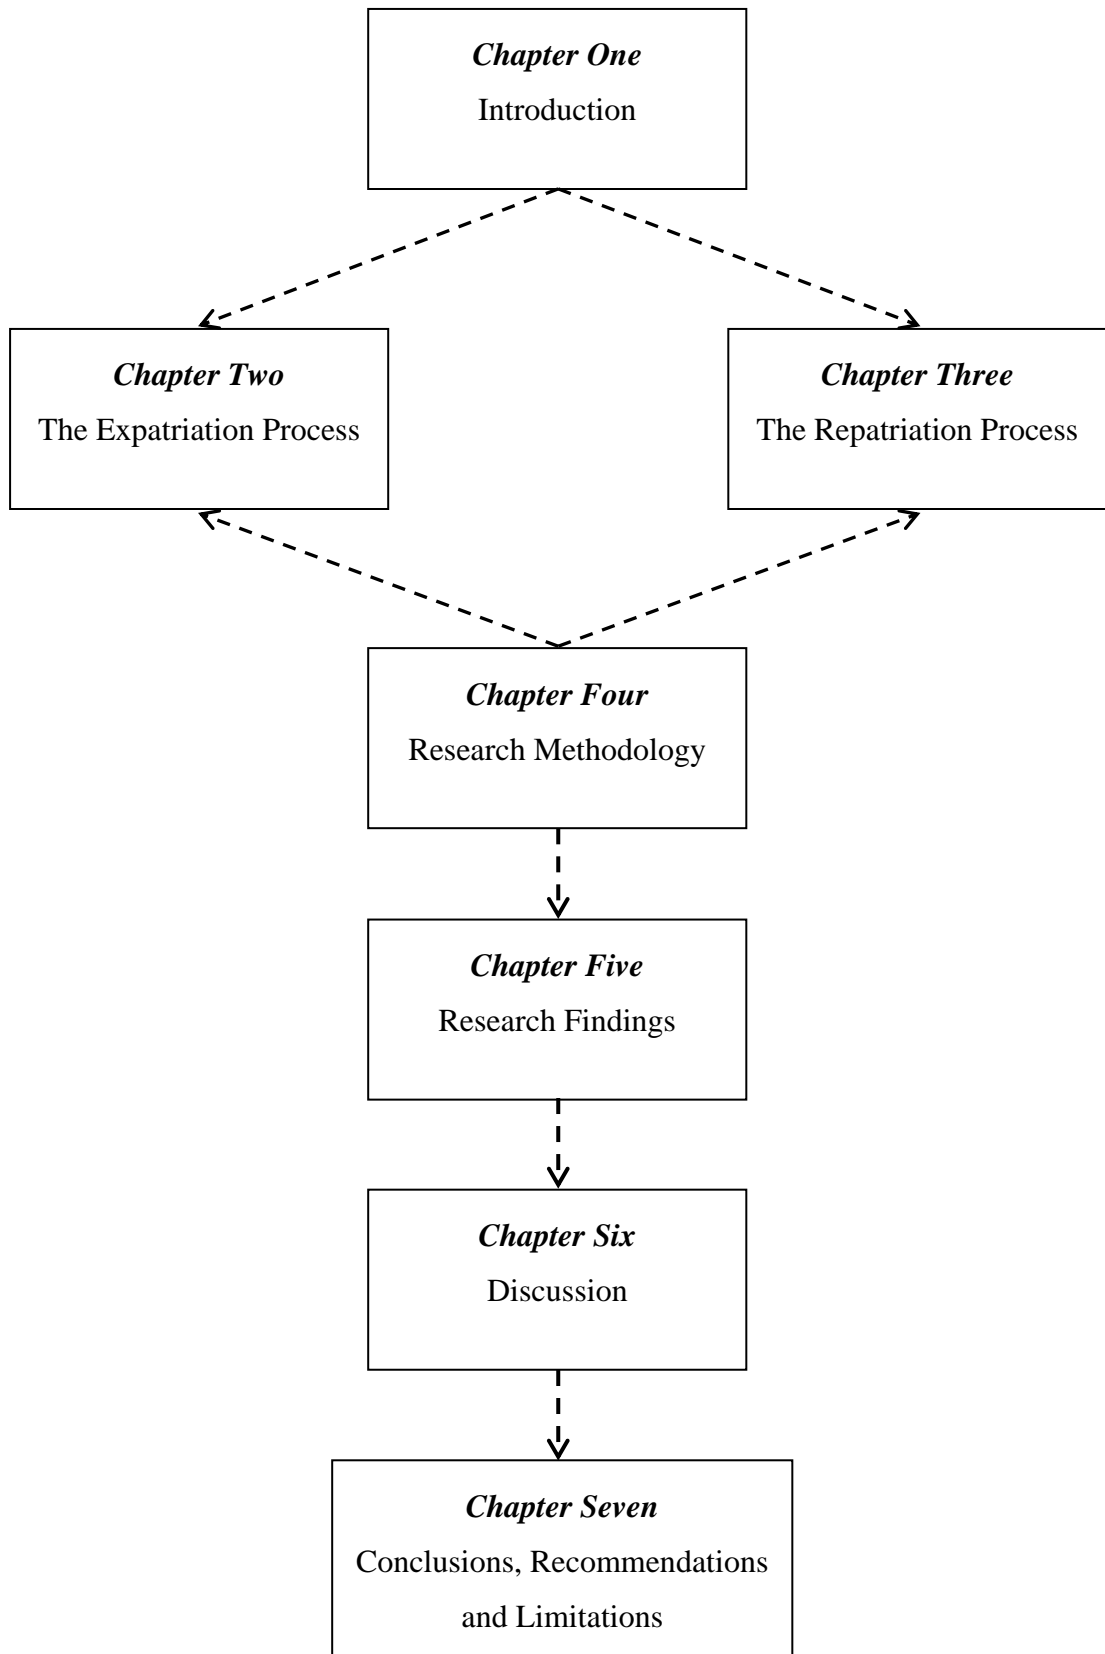 Chapter One
Introduction
Chapter Two
The Expatriation Process
Chapter Three
The Repatriation Process
Chapter Four
Research Methodology
Chapter Five
Research Findings
Chapter Six
Discussion
Chapter Seven
Conclusions, Recommendations
and Limitations